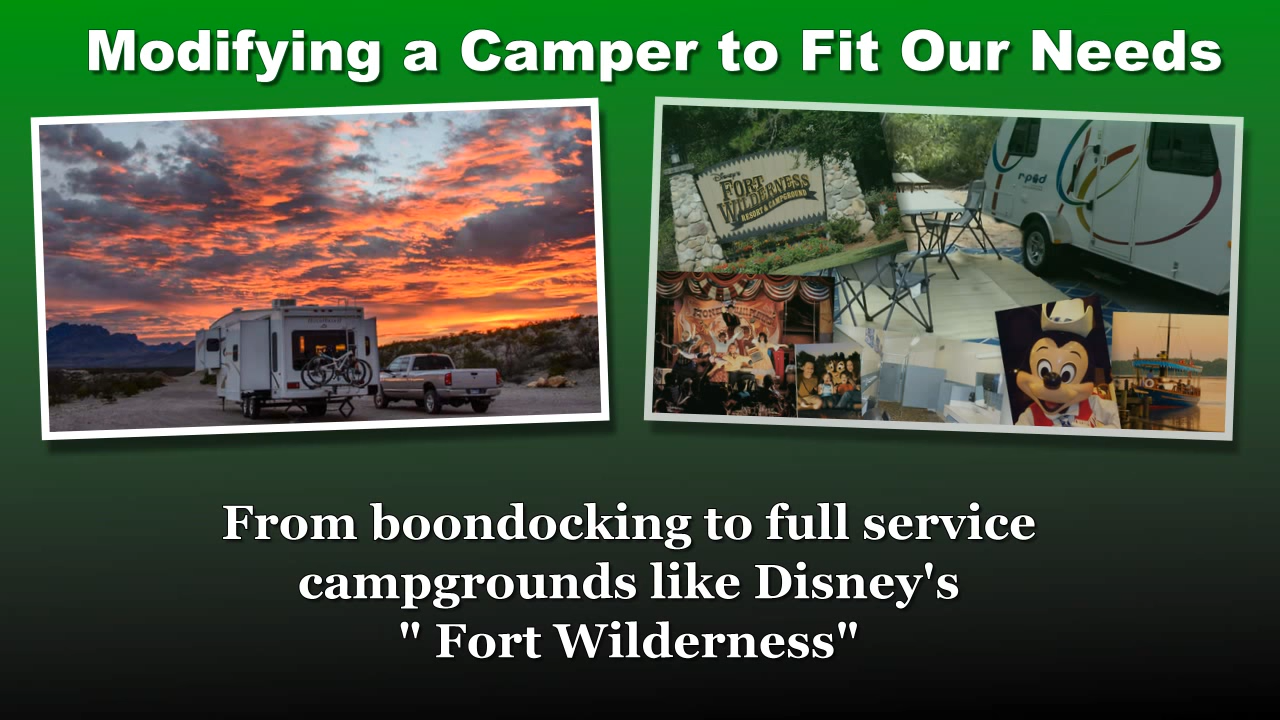 Modifying a Camper to Fit Our Needs
Disney's
FORT
WILDERNESS
RESORT & CAMPGROUND
r·pod
From boondocking to full service
campgrounds like Disney's
" Fort Wilderness"